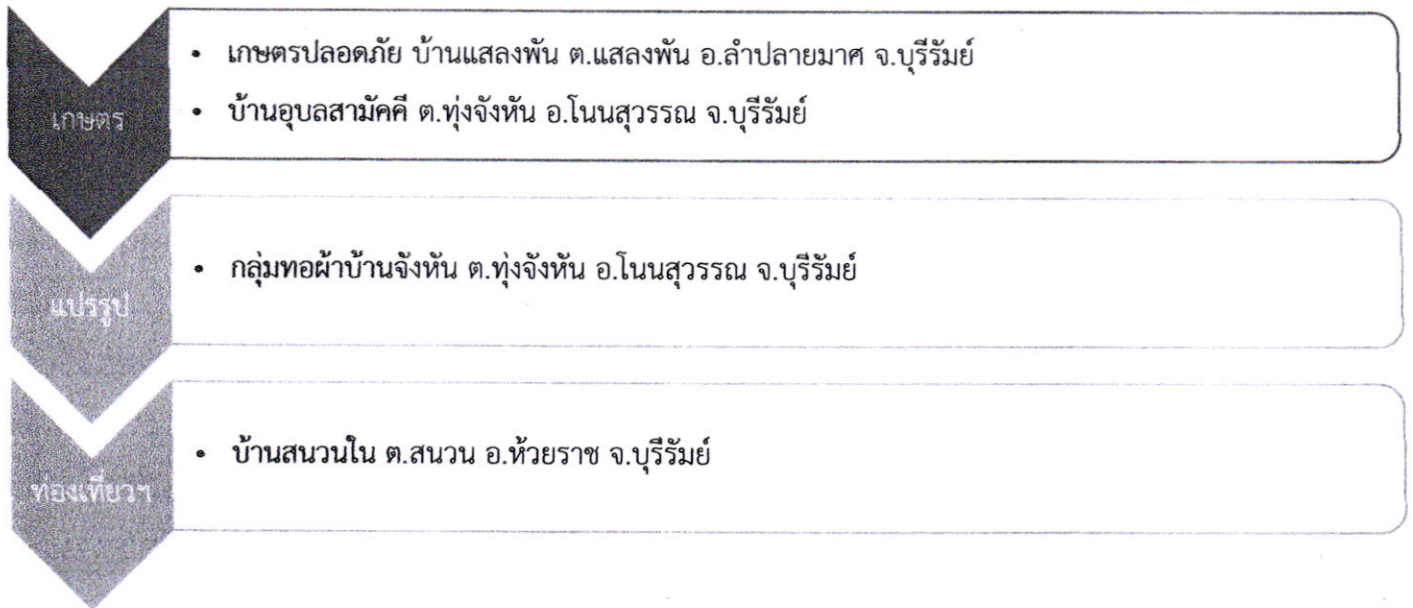 เกษตร
• เกษตรปลอดภัย บ้านแสลงพัน ต.แสลงพัน อ.ลำปลายมาศ จ.บุรีรัมย์
• บ้านอุบลสามัคคี ต.ทุ่งจังหัน อ.โนนสุวรรณ จ.บุรีรัมย์
แปรรูป
• กลุ่มทอผ้าบ้านจังหัน ต.ทุ่งจังหัน อ.โนนสุวรรณ จ.บุรีรัมย์
ท่องเที่ยวฯ
• บ้านสนวนใน ต.สนวน อ.ห้วยราช จ.บุรีรัมย์